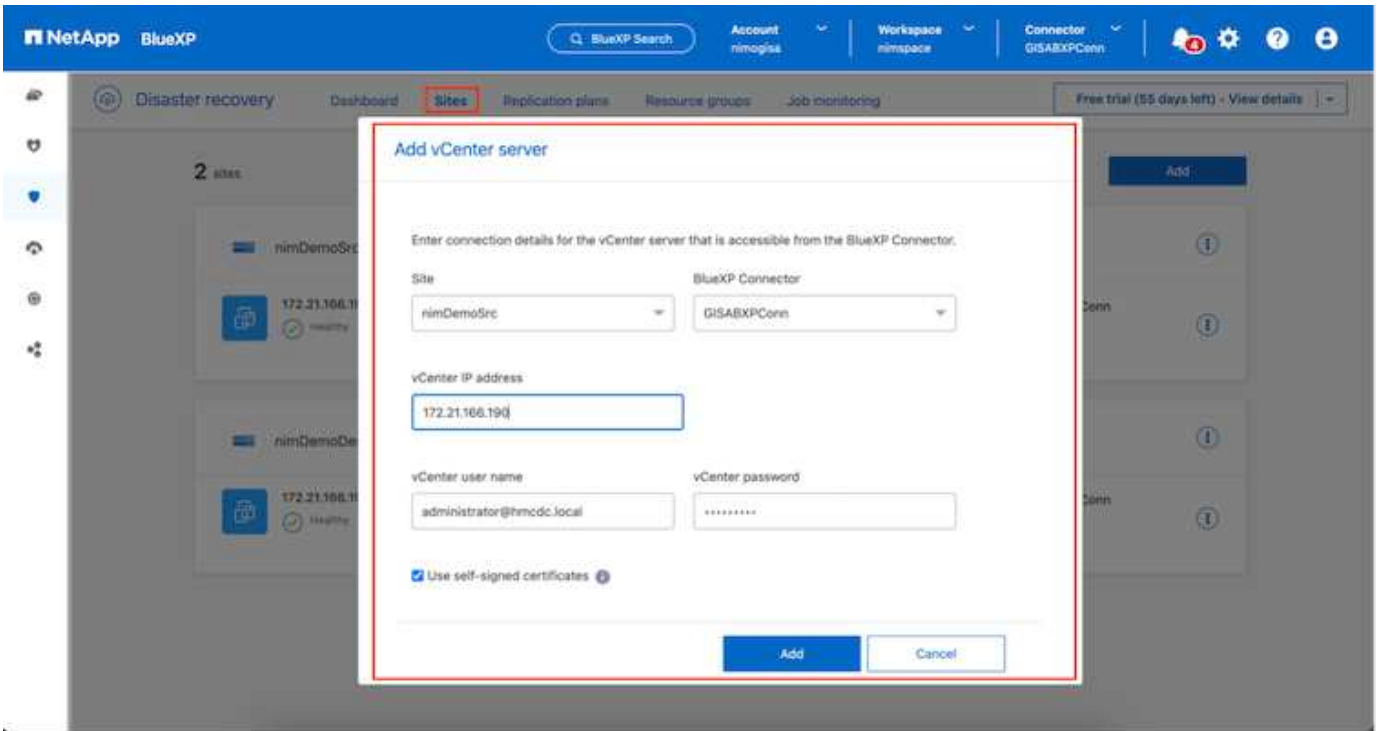 NetApp BlueXP
BlueXP Search
Account
nimogisa
Workspace
nimspace
Connector
GISABXPConn
4
Disaster recovery
Dashboard
Sites
Replication plans
Resource groups
Job monitoring
Free trial (55 days left) - View details
2 sites
Add
Add vCenter server
Enter connection details for the vCenter server that is accessible from the BlueXP Connector.
Site
BlueXP Connector
nimDemoSrc
GISABXPConn
vCenter IP address
172.21.166.190
vCenter user name
vCenter password
administrator@hmcdc.local
•••••••••
Use self-signed certificates
Add
Cancel
nimDemoSrc
172.21.166.1
Healthy
Conn
nimDemoDe
172.21.166.1
Healthy
Conn